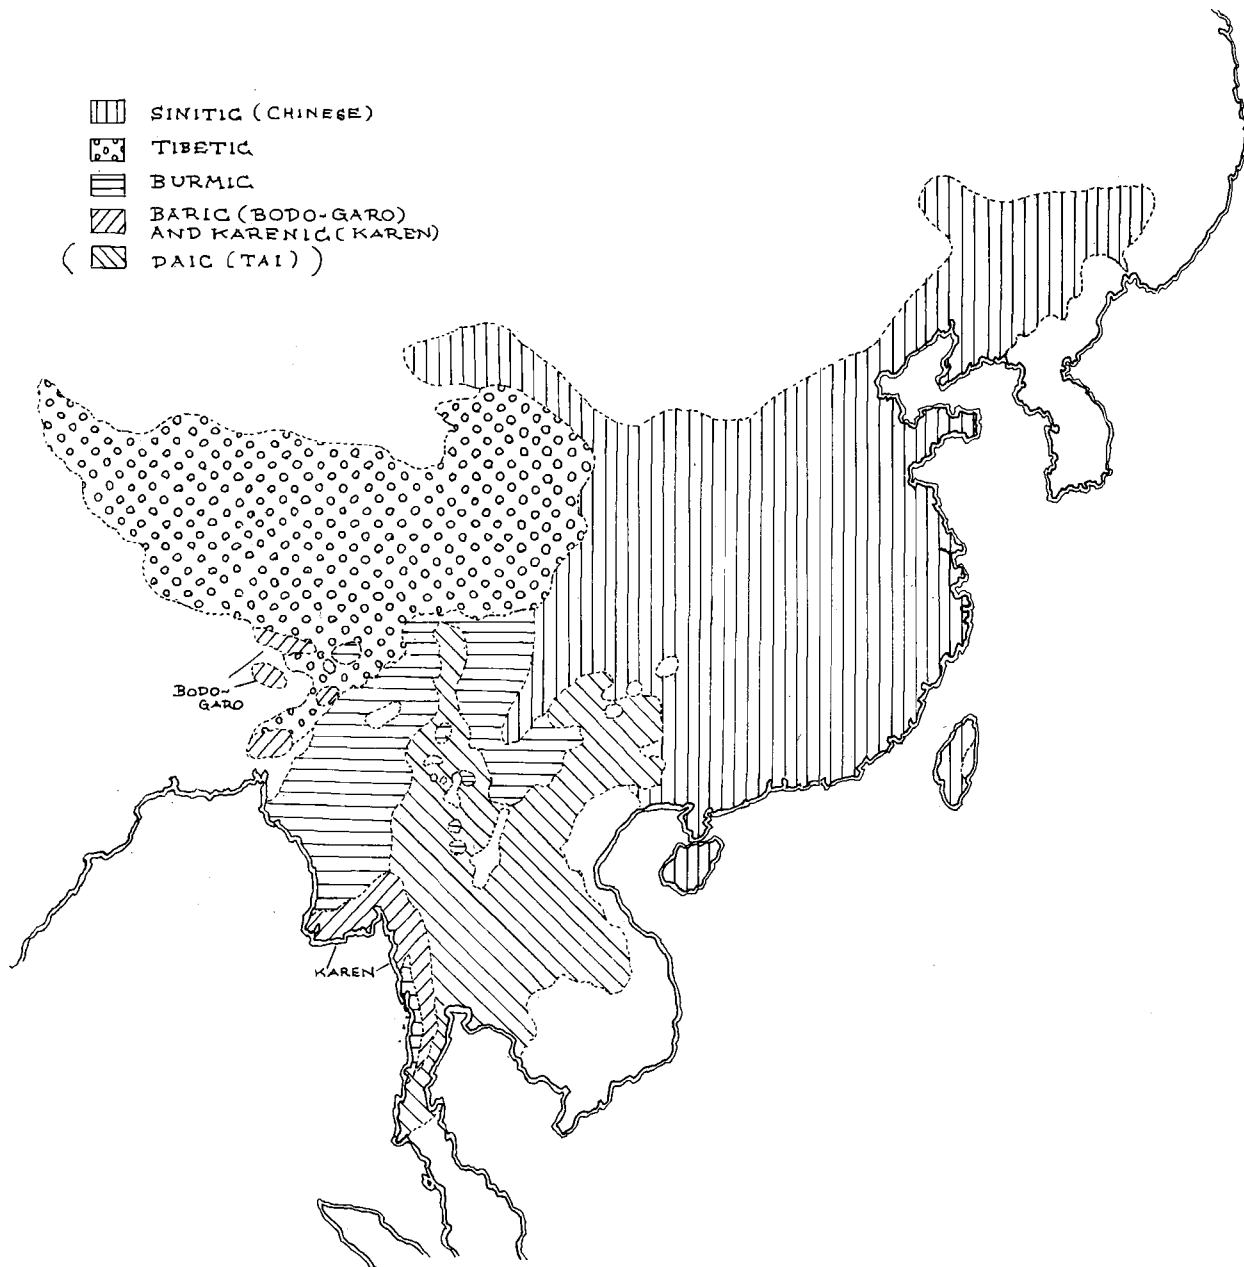 SINITIC (CHINESE)
TIBETIC
BURMIC
BARIC (BODO-GARO)
AND KARENIC (KAREN)
( DAIC (TAI) )
BODO-
GARO
KAREN